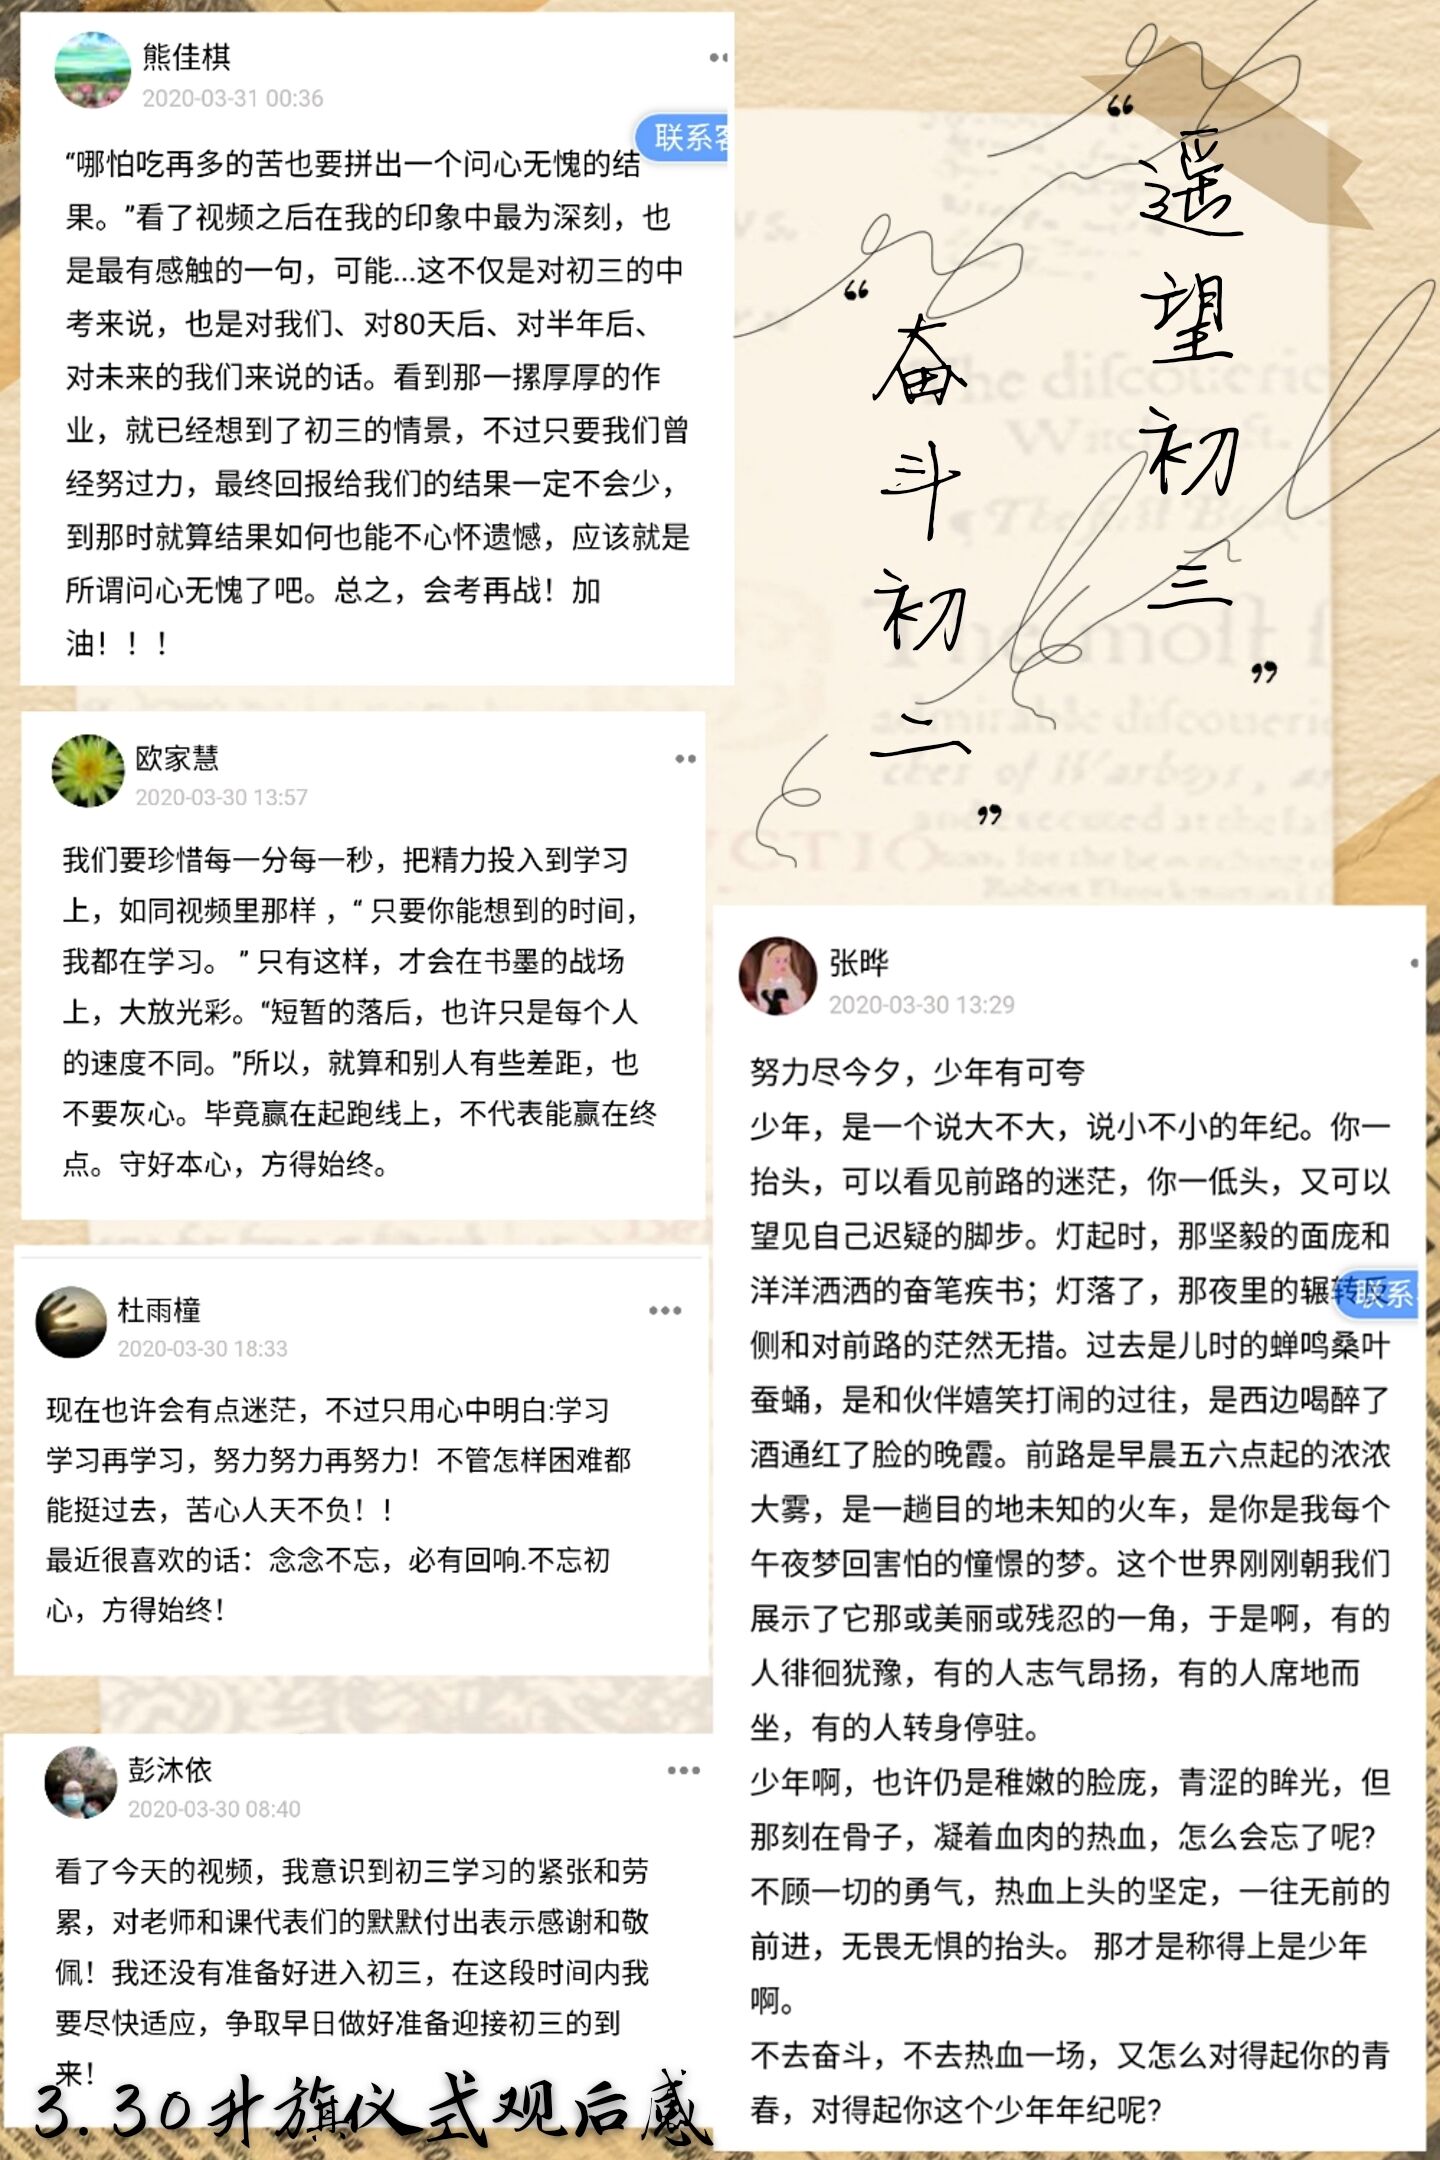 熊佳棋
2020-03-31 00:36
联系客
“哪怕吃再多的苦也要拼出一个问心无愧的结
果。”看了视频之后在我的印象中最为深刻，也
是最有感触的一句，可能...这不仅是对初三的中
考来说，也是对我们、对80天后、对半年后、
对未来的我们来说的话。看到那一摞厚厚的作
业，就已经想到了初三的情景，不过只要我们曾
经努过力，最终回报给我们的结果一定不会少，
到那时就算结果如何也能不心怀遗憾，应该就是
所谓问心无愧了吧。总之，会考再战！加
油！！！
“遥望初三”
“奋斗初二”
The discouerie
Witchcraft.
The most f
admirable discouerie
ches of Warboys, an
and executed at the last
欧家慧
2020-03-30 13:57
我们要珍惜每一分每一秒，把精力投入到学习
上，如同视频里那样 ，“ 只要你能想到的时间，
我都在学习。 ” 只有这样，才会在书墨的战场
上，大放光彩。“短暂的落后，也许只是每个人
的速度不同。”所以，就算和别人有些差距，也
不要灰心。毕竟赢在起跑线上，不代表能赢在终
点。守好本心，方得始终。
杜雨橦
2020-03-30 18:33
现在也许会有点迷茫，不过只用心中明白:学习
学习再学习，努力努力再努力！不管怎样困难都
能挺过去，苦心人天不负！！
最近很喜欢的话：念念不忘，必有回响.不忘初
心，方得始终！
彭沐依
2020-03-30 08:40
看了今天的视频，我意识到初三学习的紧张和劳
累，对老师和课代表们的默默付出表示感谢和敬
佩！我还没有准备好进入初三，在这段时间内我
要尽快适应，争取早日做好准备迎接初三的到
来！
3.30升旗仪式观后感
张晔
2020-03-30 13:29
努力尽今夕，少年有可夸
少年，是一个说大不大，说小不小的年纪。你一
抬头，可以看见前路的迷茫，你一低头，又可以
望见自己迟疑的脚步。灯起时，那坚毅的面庞和
洋洋洒洒的奋笔疾书；灯落了，那夜里的辗转反
联系
侧和对前路的茫然无措。过去是儿时的蝉鸣桑叶
蚕蛹，是和伙伴嬉笑打闹的过往，是西边喝醉了
酒通红了脸的晚霞。前路是早晨五六点起的浓浓
大雾，是一趟目的地未知的火车，是你是我每个
午夜梦回害怕的憧憬的梦。这个世界刚刚朝我们
展示了它那或美丽或残忍的一角，于是啊，有的
人徘徊犹豫，有的人志气昂扬，有的人席地而
坐，有的人转身停驻。
少年啊，也许仍是稚嫩的脸庞，青涩的眸光，但
那刻在骨子，凝着血肉的热血，怎么会忘了呢？
不顾一切的勇气，热血上头的坚定，一往无前的
前进，无畏无惧的抬头。 那才是称得上是少年
啊。
不去奋斗，不去热血一场，又怎么对得起你的青
春，对得起你这个少年年纪呢？